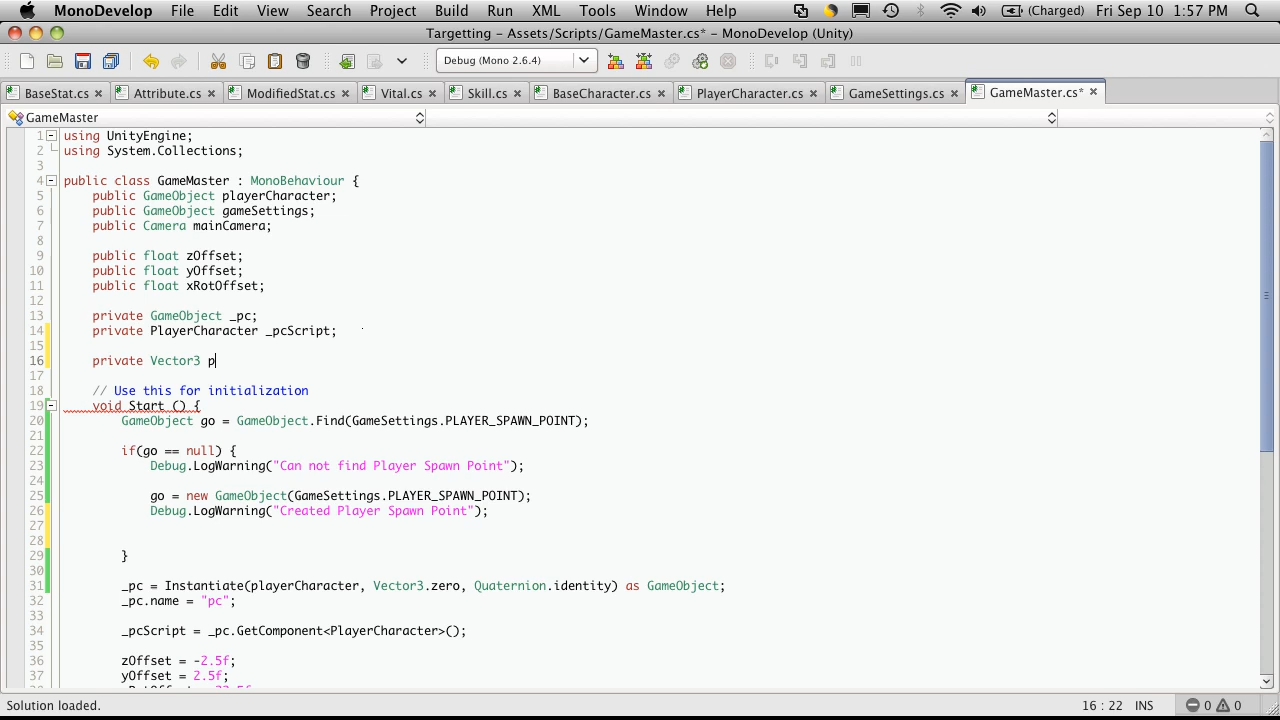 MonoDevelop File Edit View Search Project Build Run XML Tools Window Help (Charged) Fri Sep 10 1:57 PM
Targetting - Assets/Scripts/GameMaster.cs* - MonoDevelop (Unity)
Debug (Mono 2.6.4)
BaseStat.cs Attribute.cs ModifiedStat.cs Vital.cs Skill.cs BaseCharacter.cs PlayerCharacter.cs GameSettings.cs GameMaster.cs*
GameMaster
1 using UnityEngine;
2 using System.Collections;
3
4 public class GameMaster : MonoBehaviour {
5 public GameObject playerCharacter;
6 public GameObject gameSettings;
7 public Camera mainCamera;
8
9 public float zOffset;
10 public float yOffset;
11 public float xRotOffset;
12
13 private GameObject _pc;
14 private PlayerCharacter _pcScript;
15
16 private Vector3 p
17
18 // Use this for initialization
19 void Start () {
20 GameObject go = GameObject.Find(GameSettings.PLAYER_SPAWN_POINT);
21
22 if(go == null) {
23 Debug.LogWarning("Can not find Player Spawn Point");
24
25 go = new GameObject(GameSettings.PLAYER_SPAWN_POINT);
26 Debug.LogWarning("Created Player Spawn Point");
27
28
29 }
30
31 _pc = Instantiate(playerCharacter, Vector3.zero, Quaternion.identity) as GameObject;
32 _pc.name = "pc";
33
34 _pcScript = _pc.GetComponent<PlayerCharacter>();
35
36 zOffset = -2.5f;
37 yOffset = 2.5f;
Solution loaded. 16 : 22 INS 0 0